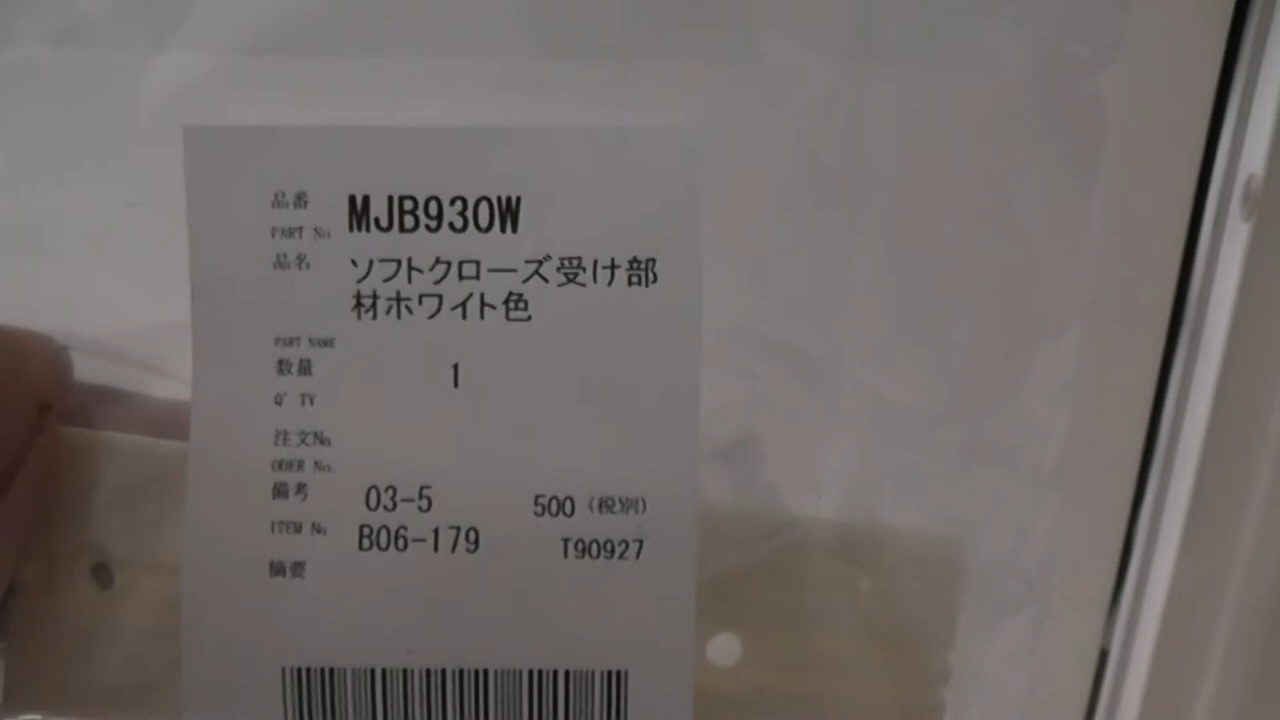 品番 MJB930W
PART No.
品名 ソフトクローズ受け部
材ホワイト色
PART NAME
数量 1
Q'TY
注文No.
ODER No.
備考 03-5 500（税別）
ITEM No. B06-179 T90927
摘要